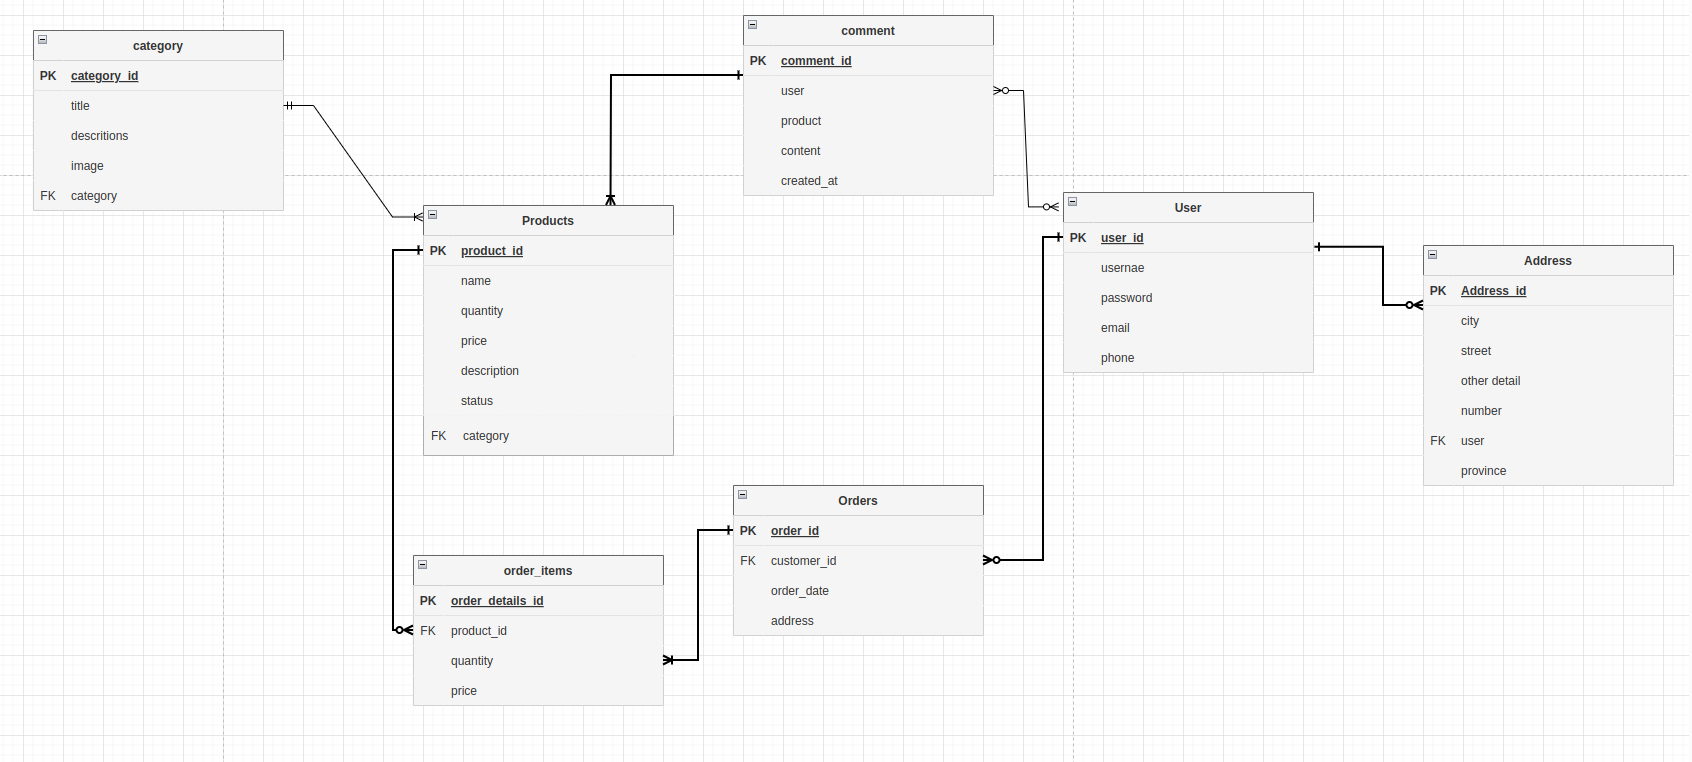 category
PK category_id
title
descritions
image
FK category
comment
PK comment_id
user
product
content
created_at
Products
PK product_id
name
quantity
price
description
status
FK category
User
PK user_id
usernae
password
email
phone
Address
PK Address_id
city
street
other detail
number
FK user
province
Orders
PK order_id
FK customer_id
order_date
address
order_items
PK order_details_id
FK product_id
quantity
price